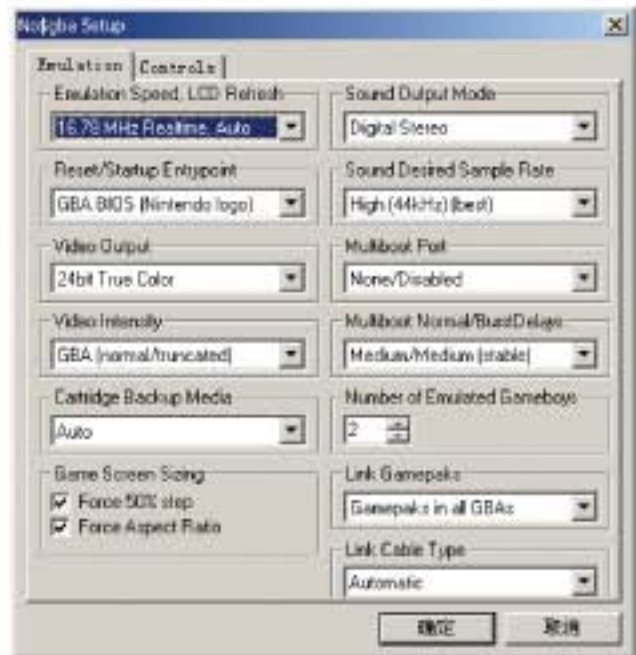 No$gba Setup
Emulation
Controls
Emulation Speed, LCD Refresh
16.78 MHz Realtime, Auto
Reset/Startup Entrypoint
GBA BIOS (Nintendo logo)
Video Output
24bit True Color
Video Intensity
GBA (normal/truncated)
Cartridge Backup Media
Auto
Game Screen Sizing
Force 50% step
Force Aspect Ratio
Sound Output Mode
Digital Stereo
Sound Desired Sample Rate
High (44kHz) (best)
Multiboot Port
None/Disabled
Multiboot Normal/BurstDelays
Medium/Medium (stable)
Number of Emulated Gameboys
2
Link Gamepaks
Gamepaks in all GBAs
Link Cable Type
Automatic
确定
取消